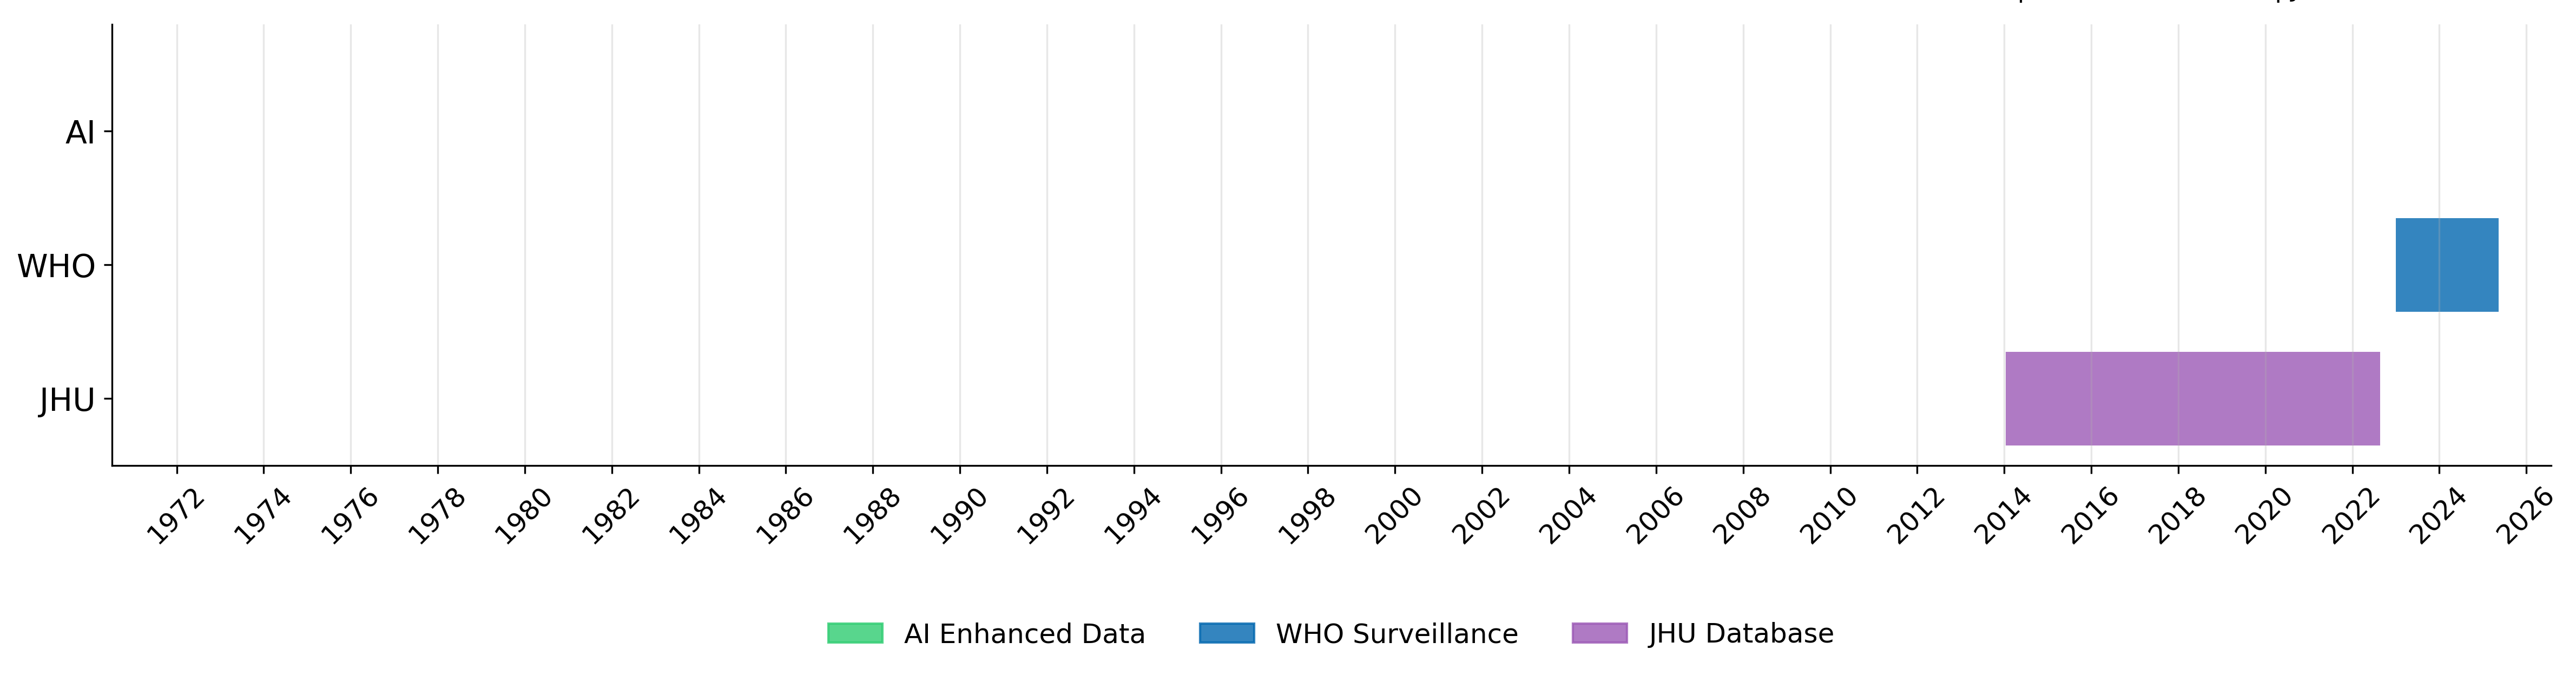 AI
WHO
JHU
1972 1974 1976 1978 1980 1982 1984 1986 1988 1990 1992 1994 1996 1998 2000 2002 2004 2006 2008 2010 2012 2014 2016 2018 2020 2022 2024 2026
AI Enhanced Data WHO Surveillance JHU Database